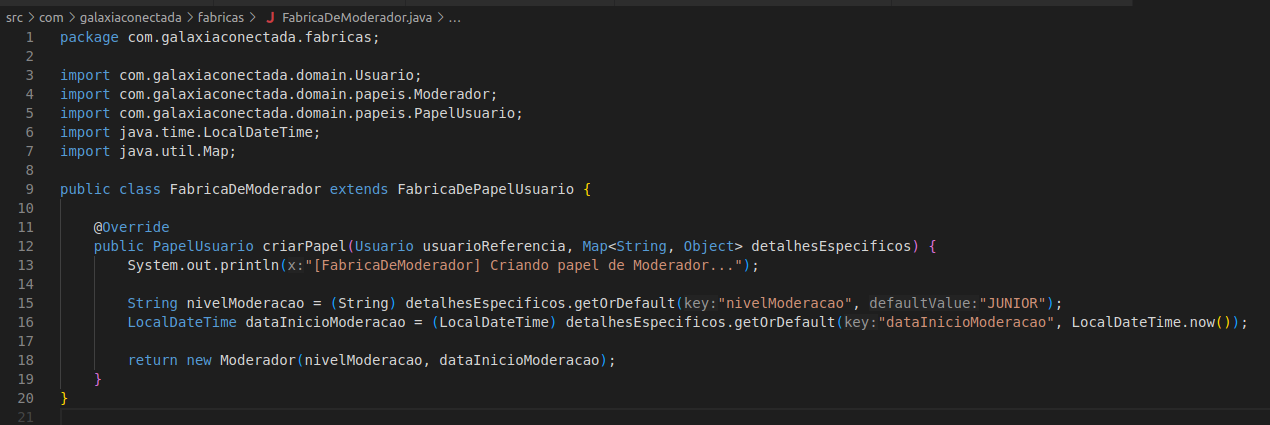 src > com > galaxiaconectada > fabricas > J FabricaDeModerador.java > ...
1 package com.galaxiaconectada.fabricas;
2
3 import com.galaxiaconectada.domain.Usuario;
4 import com.galaxiaconectada.domain.papeis.Moderador;
5 import com.galaxiaconectada.domain.papeis.PapelUsuario;
6 import java.time.LocalDateTime;
7 import java.util.Map;
8
9 public class FabricaDeModerador extends FabricaDePapelUsuario {
10
11     @Override
12     public PapelUsuario criarPapel(Usuario usuarioReferencia, Map<String, Object> detalhesEspecificos) {
13         System.out.println(x:"[FabricaDeModerador] Criando papel de Moderador...");
14
15         String nivelModeracao = (String) detalhesEspecificos.getOrDefault(key:"nivelModeracao", defaultValue:"JUNIOR");
16         LocalDateTime dataInicioModeracao = (LocalDateTime) detalhesEspecificos.getOrDefault(key:"dataInicioModeracao", LocalDateTime.now());
17
18         return new Moderador(nivelModeracao, dataInicioModeracao);
19     }
20 }
21